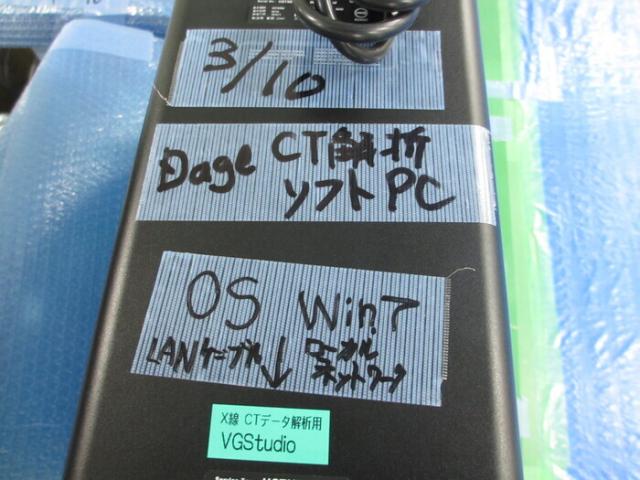 3/10
Dage CT解析
ソフトPC
OS Win7
LANケーブル ↓ ローカル
ネットワーク
X線 CTデータ解析用
VGStudio